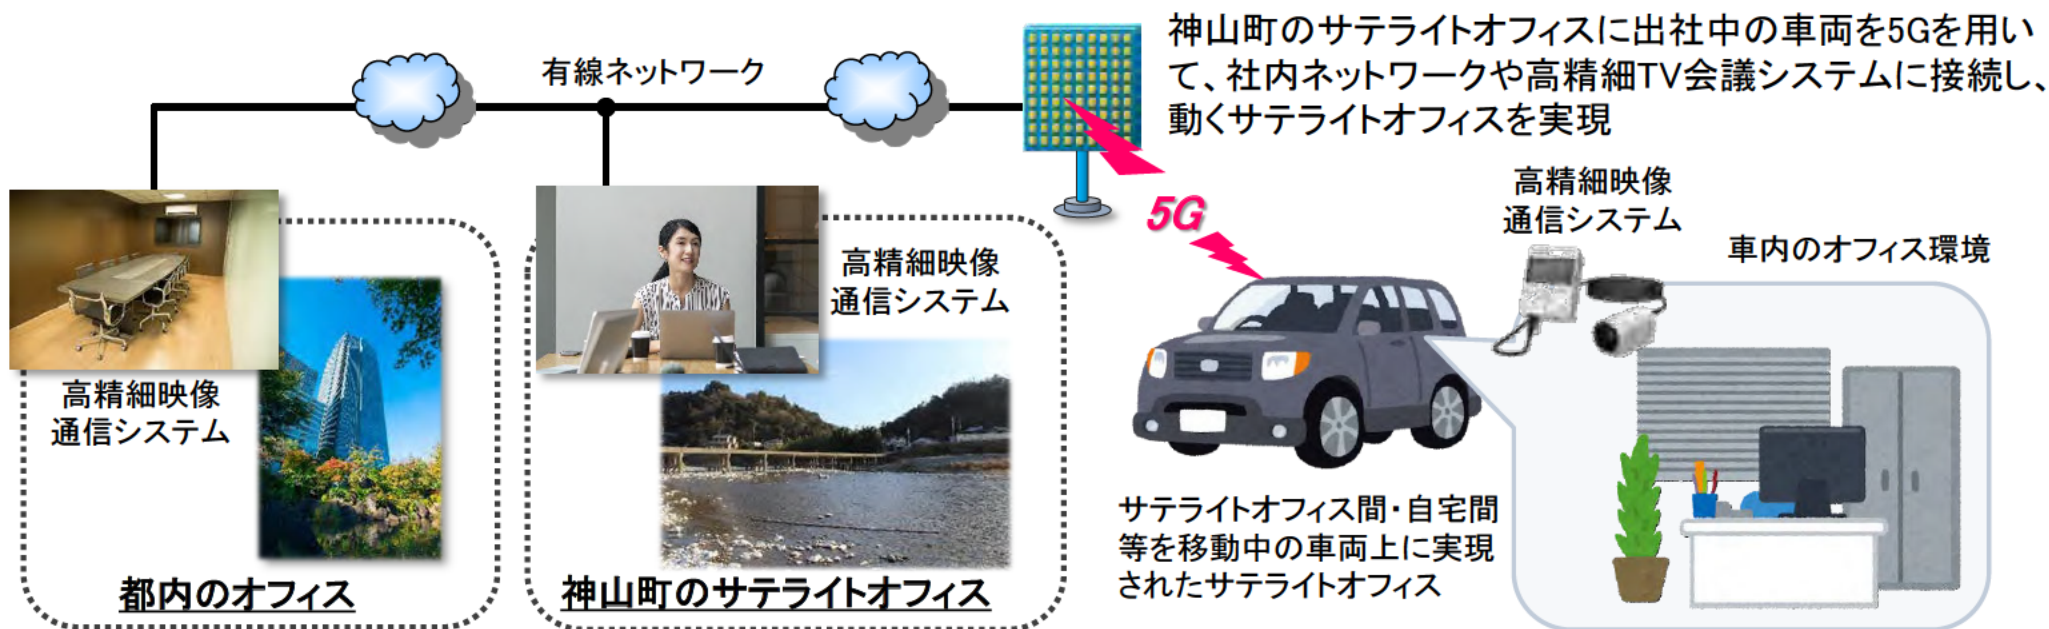 神山町のサテライトオフィスに出社中の車両を5Gを用い
て、社内ネットワークや高精細TV会議システムに接続し、
動くサテライトオフィスを実現
有線ネットワーク
5G
高精細映像
通信システム
車内のオフィス環境
高精細映像
通信システム
高精細映像
通信システム
サテライトオフィス間・自宅間
等を移動中の車両上に実現
されたサテライトオフィス
都内のオフィス
神山町のサテライトオフィス